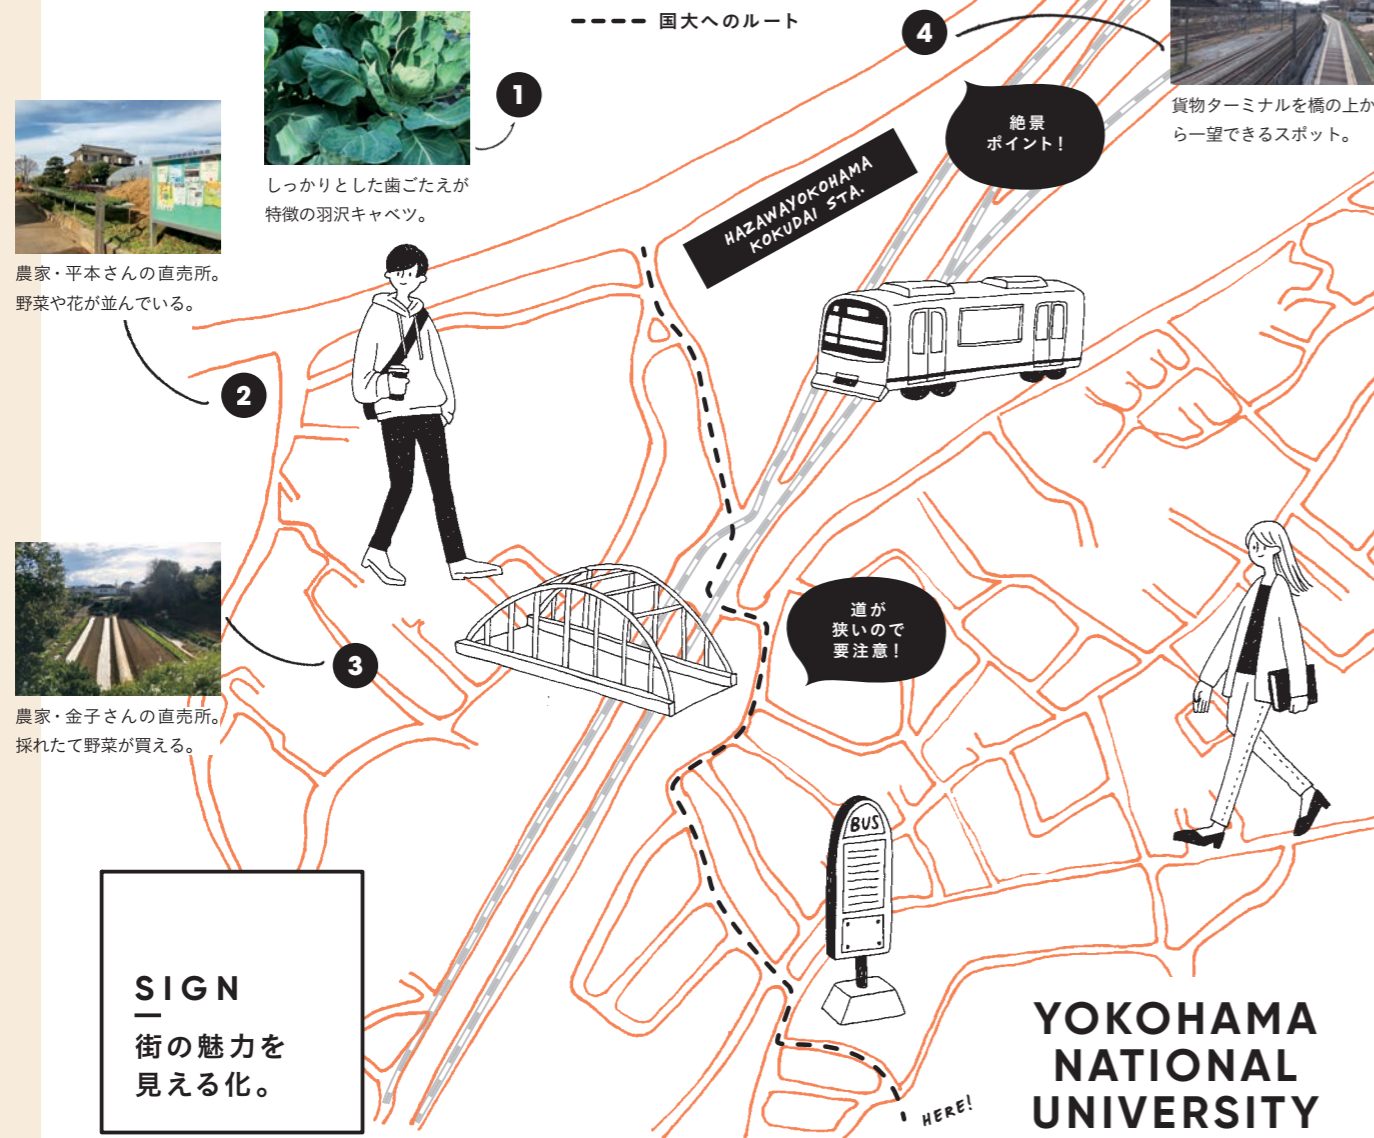 国大へのルート
1
しっかりとした歯ごたえが
特徴の羽沢キャベツ。
4
絶景
ポイント！
貨物ターミナルを橋の上か
ら一望できるスポット。
HAZAWAYOKOHAMA
KOKUDAI STA.
農家・平本さんの直売所。
野菜や花が並んでいる。
2
3
農家・金子さんの直売所。
採れたて野菜が買える。
道が
狭いので
要注意！
BUS
SIGN
街の魅力を
見える化。
HERE!
YOKOHAMA
NATIONAL
UNIVERSITY